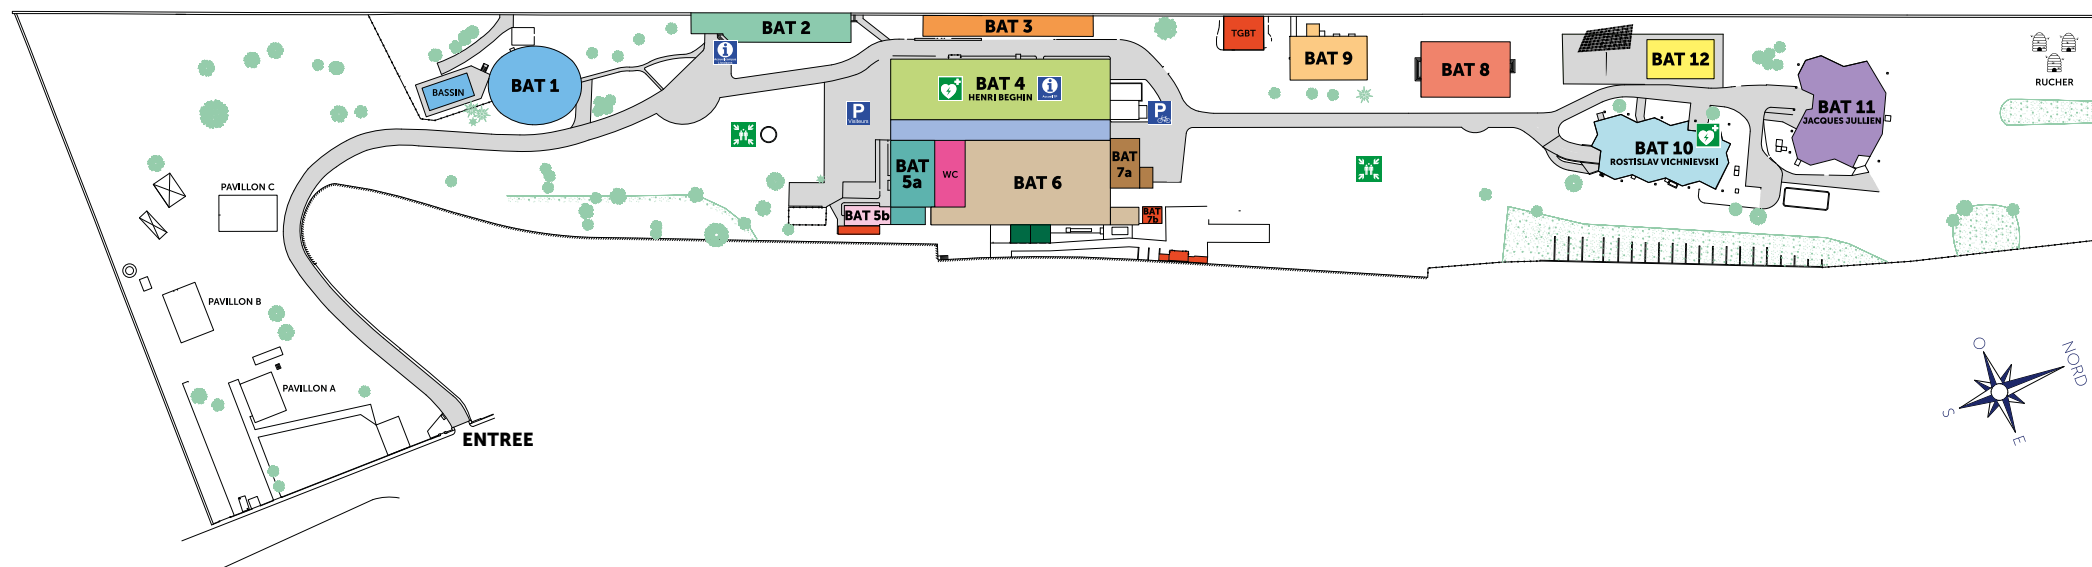 BAT 2
BAT 3
TGBT
BAT 9
BAT 8
BAT 12
BAT 11
JACQUES JULLIEN
RUCHER
BASSIN
BAT 1
i
BAT 4
HENRI BEGHIN
i
P
Visiteurs
P
BAT 10
ROSTISLAV VICHNIEVSKI
BAT
5a
WC
BAT 6
BAT
7a
BAT 5b
BAT
7b
PAVILLON C
PAVILLON B
PAVILLON A
ENTREE
O
NORD
S
E